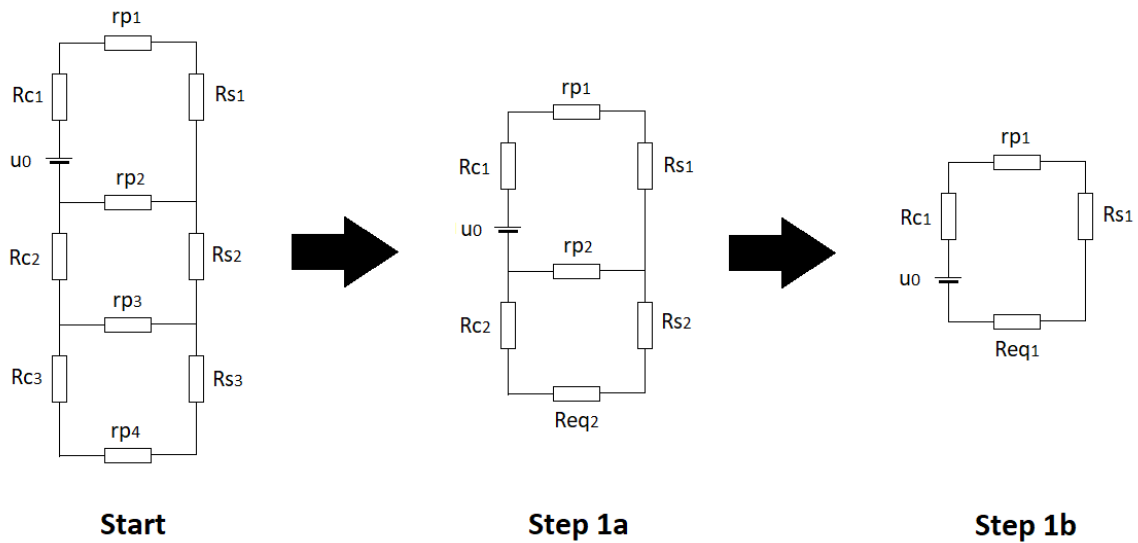 rp1
Rc1
Rs1
u0
rp2
Rc2
Rs2
rp3
Rc3
Rs3
rp4
Start
rp1
Rc1
Rs1
u0
rp2
Rc2
Rs2
Req2
Step 1a
rp1
Rc1
Rs1
u0
Req1
Step 1b